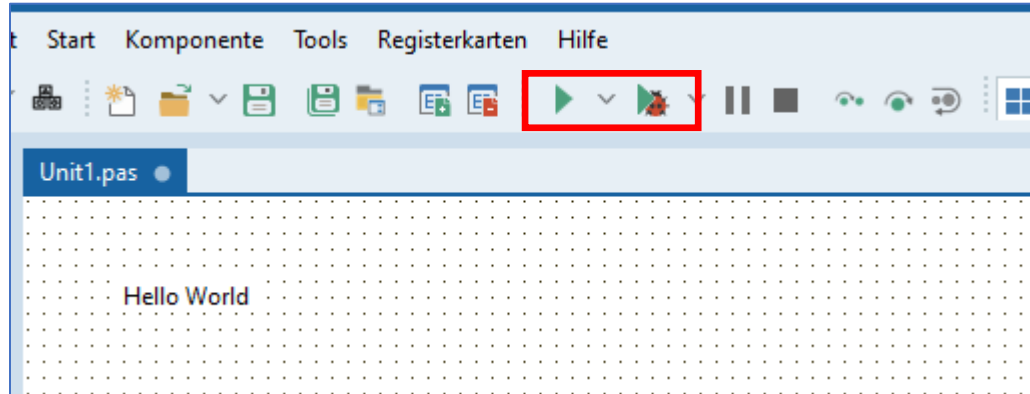 t Start Komponente Tools Registerkarten Hilfe
Unit1.pas
Hello World